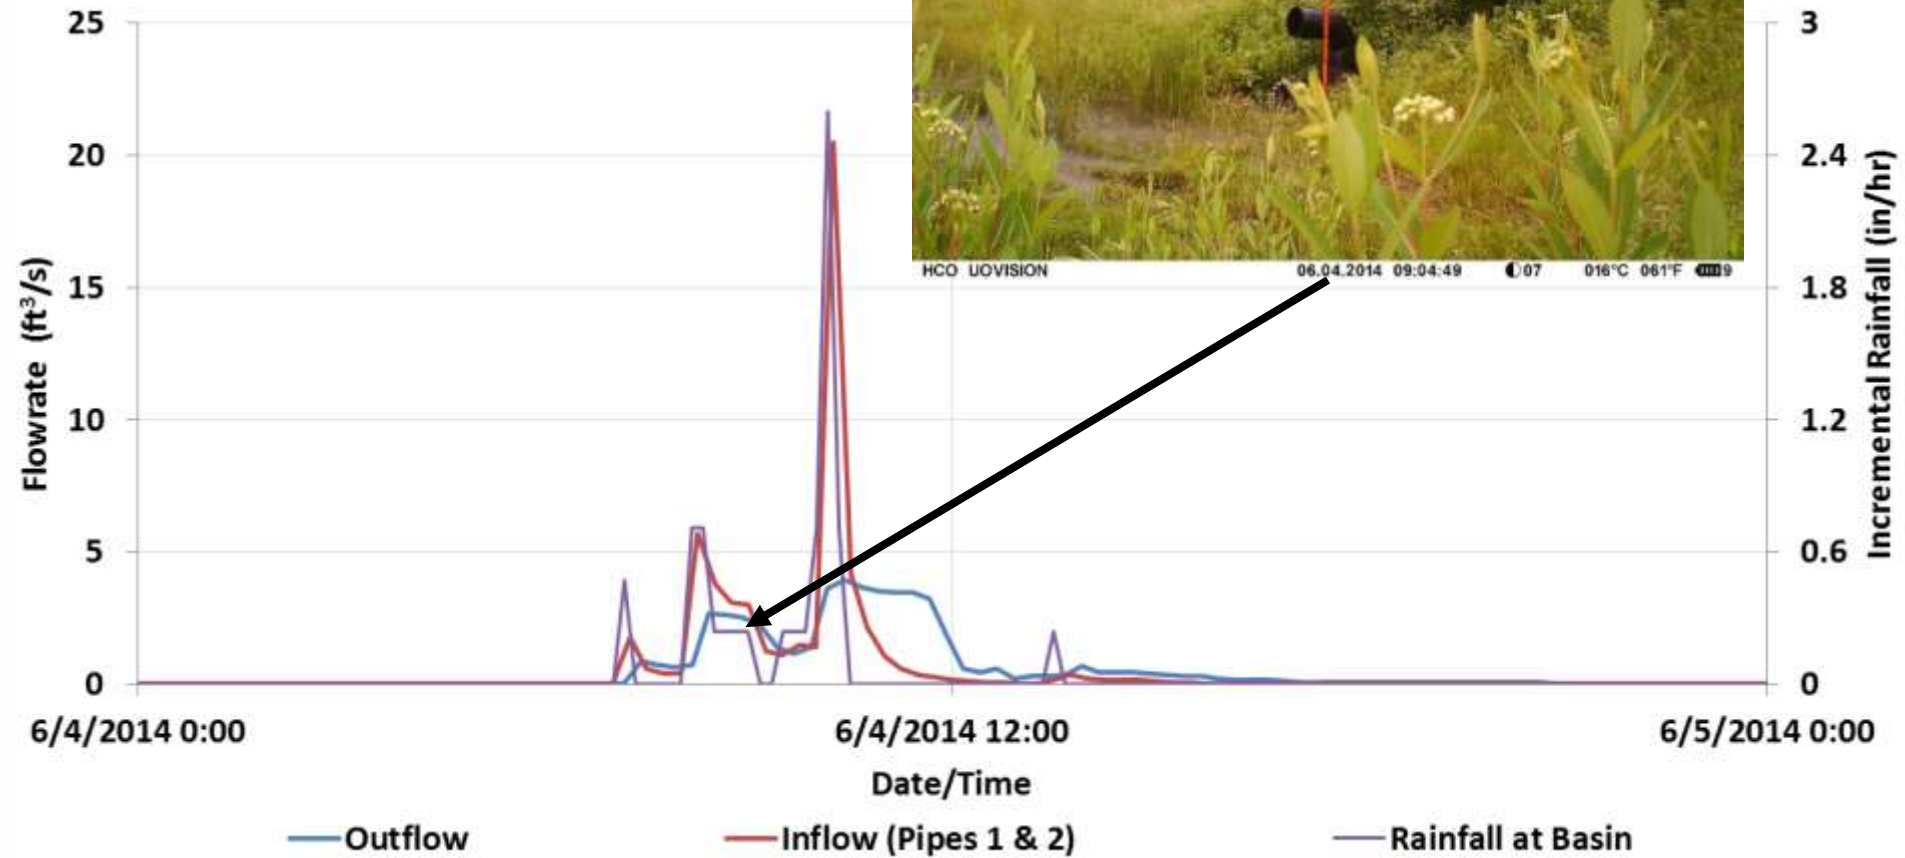 25
20
15
10
5
0
Flowrate (ft³/s)
3
2.4
1.8
1.2
0.6
0
Incremental Rainfall (in/hr)
HCO UOVISION 06.04.2014 09:04:49 07 016°C 061°F 9
6/4/2014 0:00 6/4/2014 12:00 6/5/2014 0:00
Date/Time
Outflow Inflow (Pipes 1 & 2) Rainfall at Basin